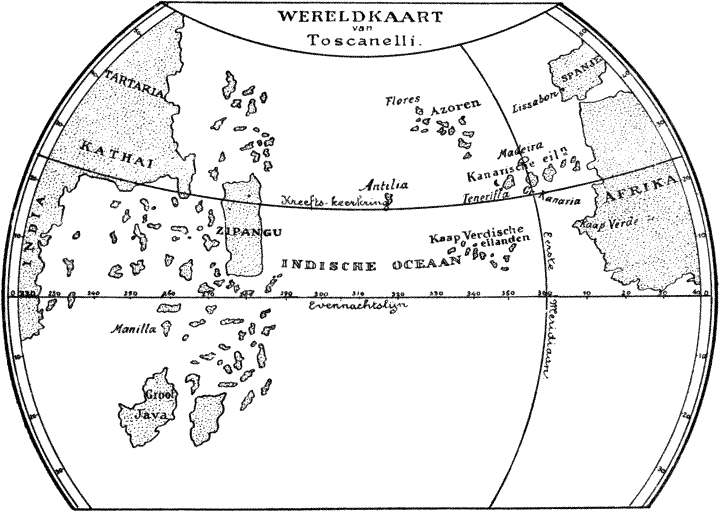 WERELDKAART
van
Toscanelli.
TARTARIA
KATHAI
INDIA
ZIPANGU
Flores
Azoren
SPANJE
Lissabon
Madeira
Kanarische eiln
Teneriffa
Kanaria
Antilia
Kreefts-keerkring
AFRIKA
Kaap Verde
Kaap Verdische
eilanden
INDISCHE OCEAAN
Eerste
Meridiaan
230 240 250 260 270 280 290 300 310 320 330 340 350 10 20 30 40
Evennachtslijn
Manilla
Groot
Java